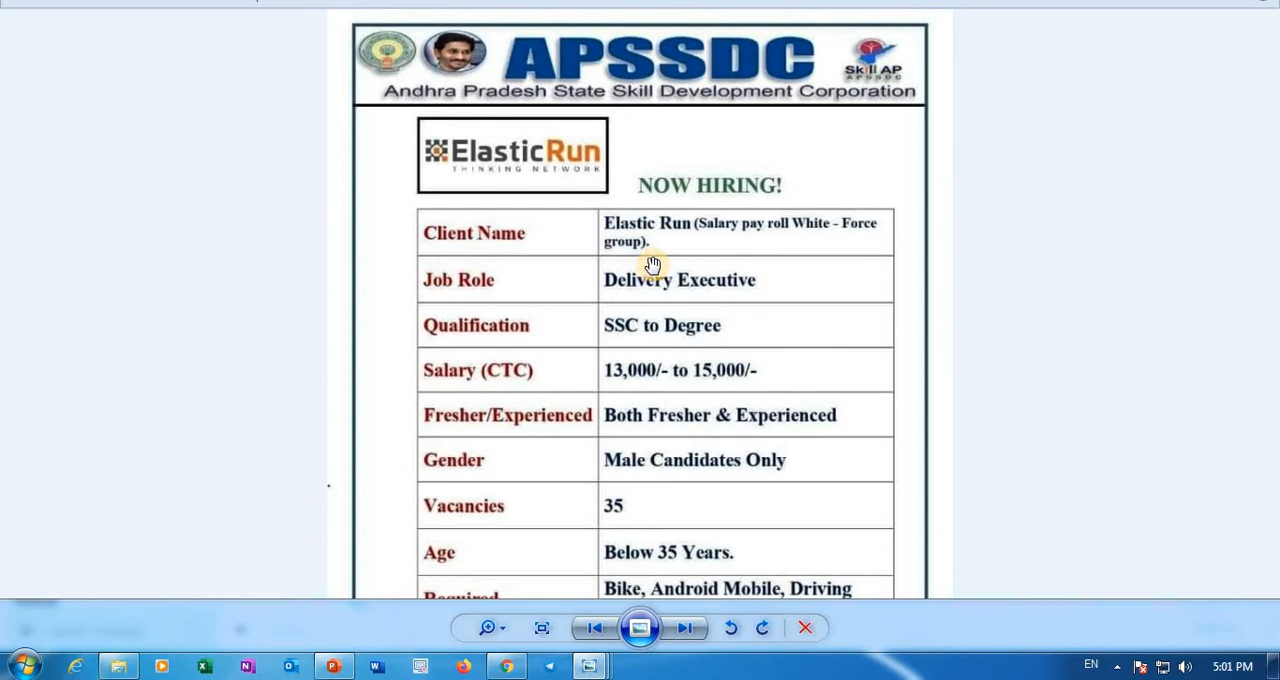 APSSDC
Skill AP
APSSDC
Andhra Pradesh State Skill Development Corporation
ElasticRun
THINKING NETWORK
NOW HIRING!
Client Name
Elastic Run (Salary pay roll White - Force
group).
Job Role
Delivery Executive
Qualification
SSC to Degree
Salary (CTC)
13,000/- to 15,000/-
Fresher/Experienced
Both Fresher & Experienced
Gender
Male Candidates Only
Vacancies
35
Age
Below 35 Years.
Required
Bike, Android Mobile, Driving
EN
5:01 PM